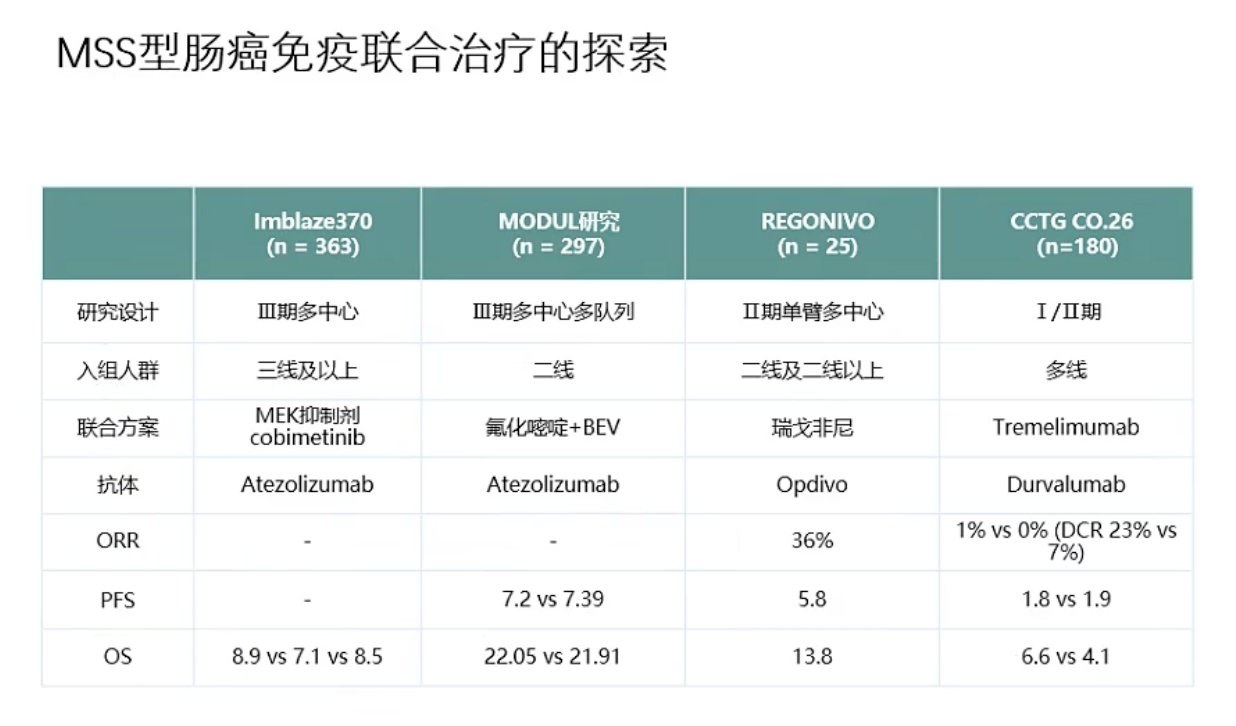 MSS型肠癌免疫联合治疗的探索
Imblaze370 MODUL研究 REGONIVO CCTG CO.26
(n = 363) (n = 297) (n = 25) (n=180)
研究设计 Ⅲ期多中心 Ⅲ期多中心多队列 Ⅱ期单臂多中心 Ⅰ/Ⅱ期
入组人群 三线及以上 二线 二线及二线以上 多线
联合方案 MEK抑制剂 cobimetinib 氟化嘧啶+BEV 瑞戈非尼 Tremelimumab
抗体 Atezolizumab Atezolizumab Opdivo Durvalumab
ORR - - 36% 1% vs 0% (DCR 23% vs 7%)
PFS - 7.2 vs 7.39 5.8 1.8 vs 1.9
OS 8.9 vs 7.1 vs 8.5 22.05 vs 21.91 13.8 6.6 vs 4.1